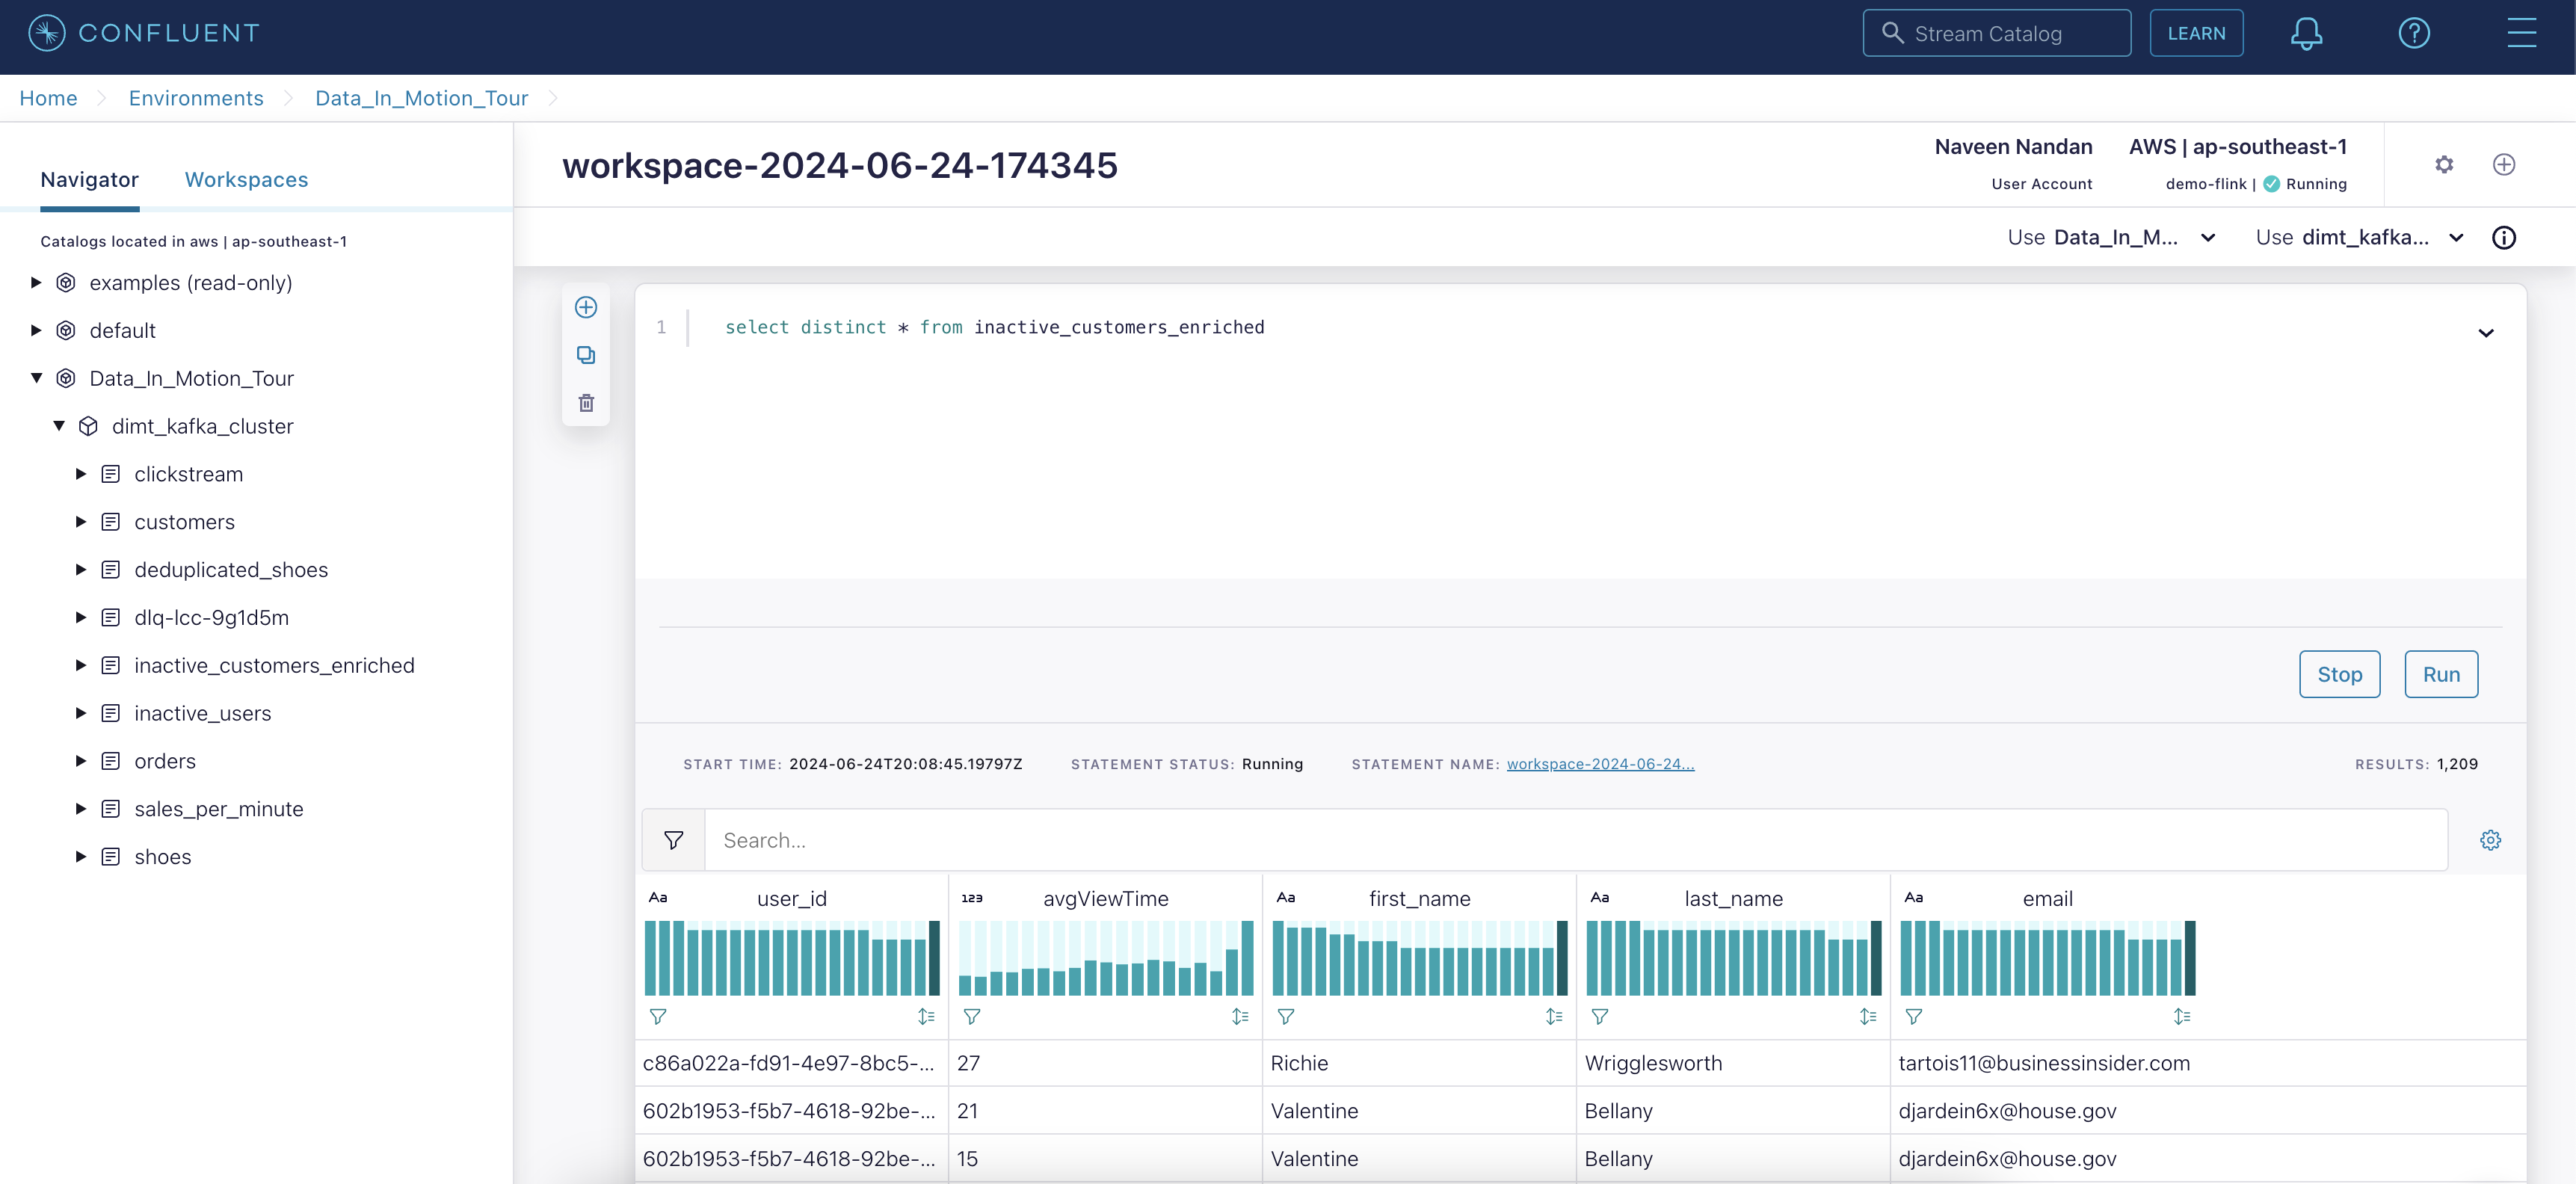 CONFLUENT
Stream Catalog
LEARN
Home
Environments
Data_In_Motion_Tour
Navigator
Workspaces
Catalogs located in aws | ap-southeast-1
examples (read-only)
default
Data_In_Motion_Tour
dimt_kafka_cluster
clickstream
customers
deduplicated_shoes
dlq-lcc-9g1d5m
inactive_customers_enriched
inactive_users
orders
sales_per_minute
shoes
workspace-2024-06-24-174345
Naveen Nandan
User Account
AWS | ap-southeast-1
demo-flink | Running
Use Data_In_M...
Use dimt_kafka...
1 select distinct * from inactive_customers_enriched
Stop
Run
START TIME: 2024-06-24T20:08:45.19797Z
STATEMENT STATUS: Running
STATEMENT NAME: workspace-2024-06-24...
RESULTS: 1,209
Search...
Aa user_id
123 avgViewTime
Aa first_name
Aa last_name
Aa email
c86a022a-fd91-4e97-8bc5-... 27 Richie Wrigglesworth tartois11@businessinsider.com
602b1953-f5b7-4618-92be-... 21 Valentine Bellany djardein6x@house.gov
602b1953-f5b7-4618-92be-... 15 Valentine Bellany djardein6x@house.gov